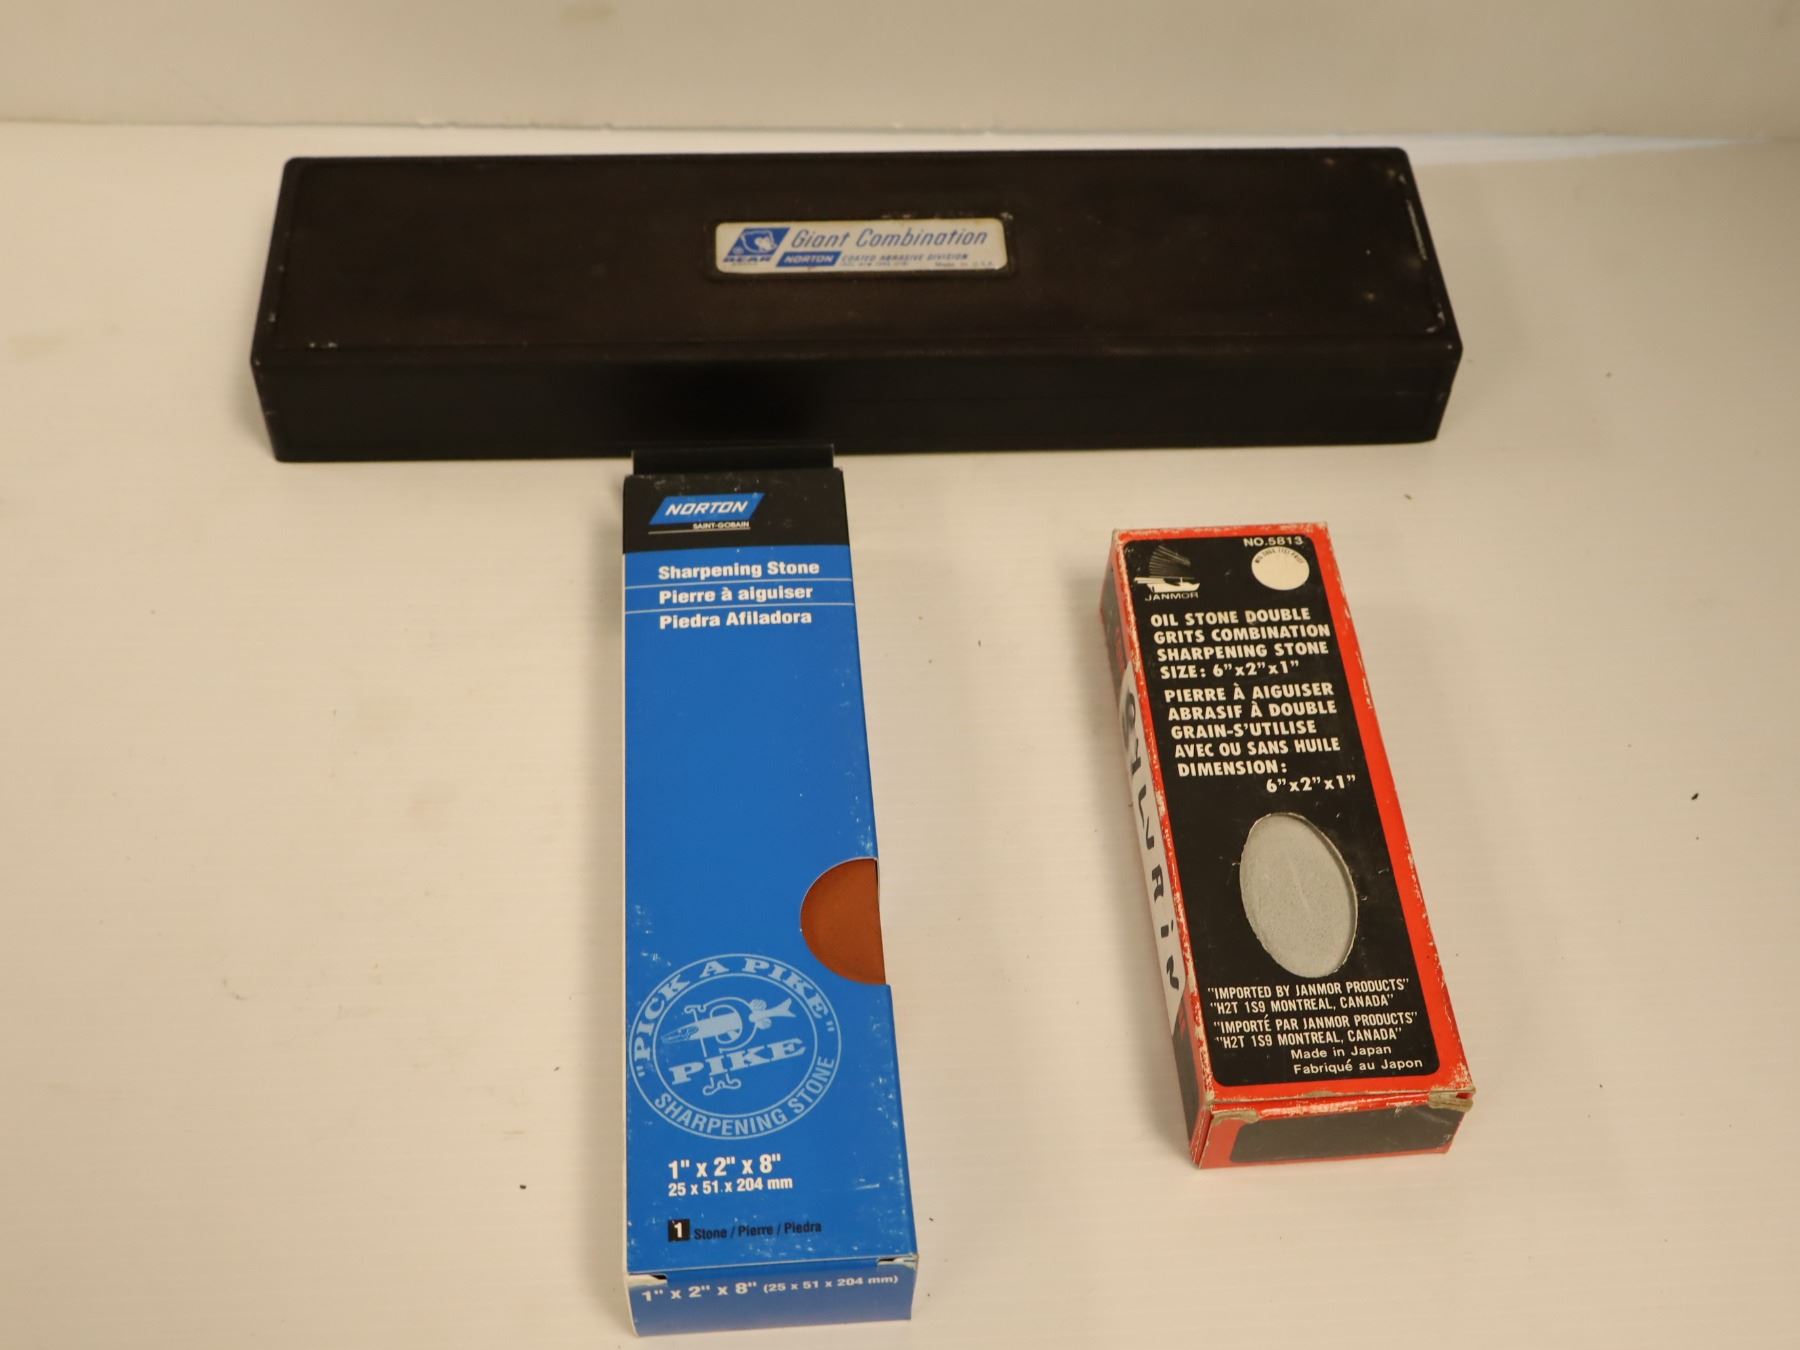 Giant Combination
BEAR
NORTON COATED ABRASIVE DIVISION
Made in U.S.A.
NORTON
SAINT-GOBAIN
Sharpening Stone
Pierre à aiguiser
Piedra Afiladora
"PICK A PIKE"
PIKE
SHARPENING STONE
1" x 2" x 8"
25 x 51 x 204 mm
1 Stone / Pierre / Piedra
1" x 2" x 8" (25 x 51 x 204 mm)
NO.5813
JANMOR
OIL STONE DOUBLE
GRITS COMBINATION
SHARPENING STONE
SIZE: 6"x2"x1"
PIERRE À AIGUISER
ABRASIF À DOUBLE
GRAIN-S'UTILISE
AVEC OU SANS HUILE
DIMENSION:
6"x2"x1"
"IMPORTED BY JANMOR PRODUCTS"
"H2T 1S9 MONTREAL, CANADA"
"IMPORTÉ PAR JANMOR PRODUCTS"
"H2T 1S9 MONTREAL, CANADA"
Made in Japan
Fabriqué au Japon